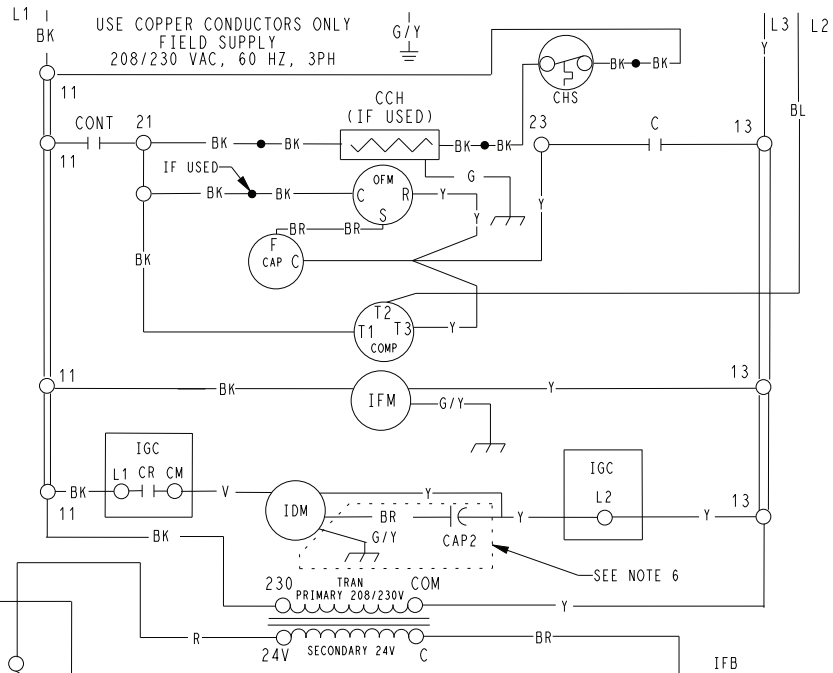 L1
BK
USE COPPER CONDUCTORS ONLY
FIELD SUPPLY
208/230 VAC, 60 HZ, 3PH
G/Y
L3
L2
Y
BL
BK
BK
CHS
11
CONT
21
CCH
(IF USED)
23
C
13
11
BK
BK
BK
BK
IF USED
G
BK
BK
C
OFM
R
S
Y
Y
Y
BR
BR
F
CAP
C
BK
T2
T1
T3
COMP
Y
11
BK
IFM
Y
13
G/Y
IGC
L1
CR
CM
BK
V
11
IDM
Y
BR
G/Y
CAP2
Y
IGC
L2
Y
13
BK
SEE NOTE 6
230
TRAN
COM
PRIMARY 208/230V
Y
R
24V
SECONDARY 24V
C
BR
IFB